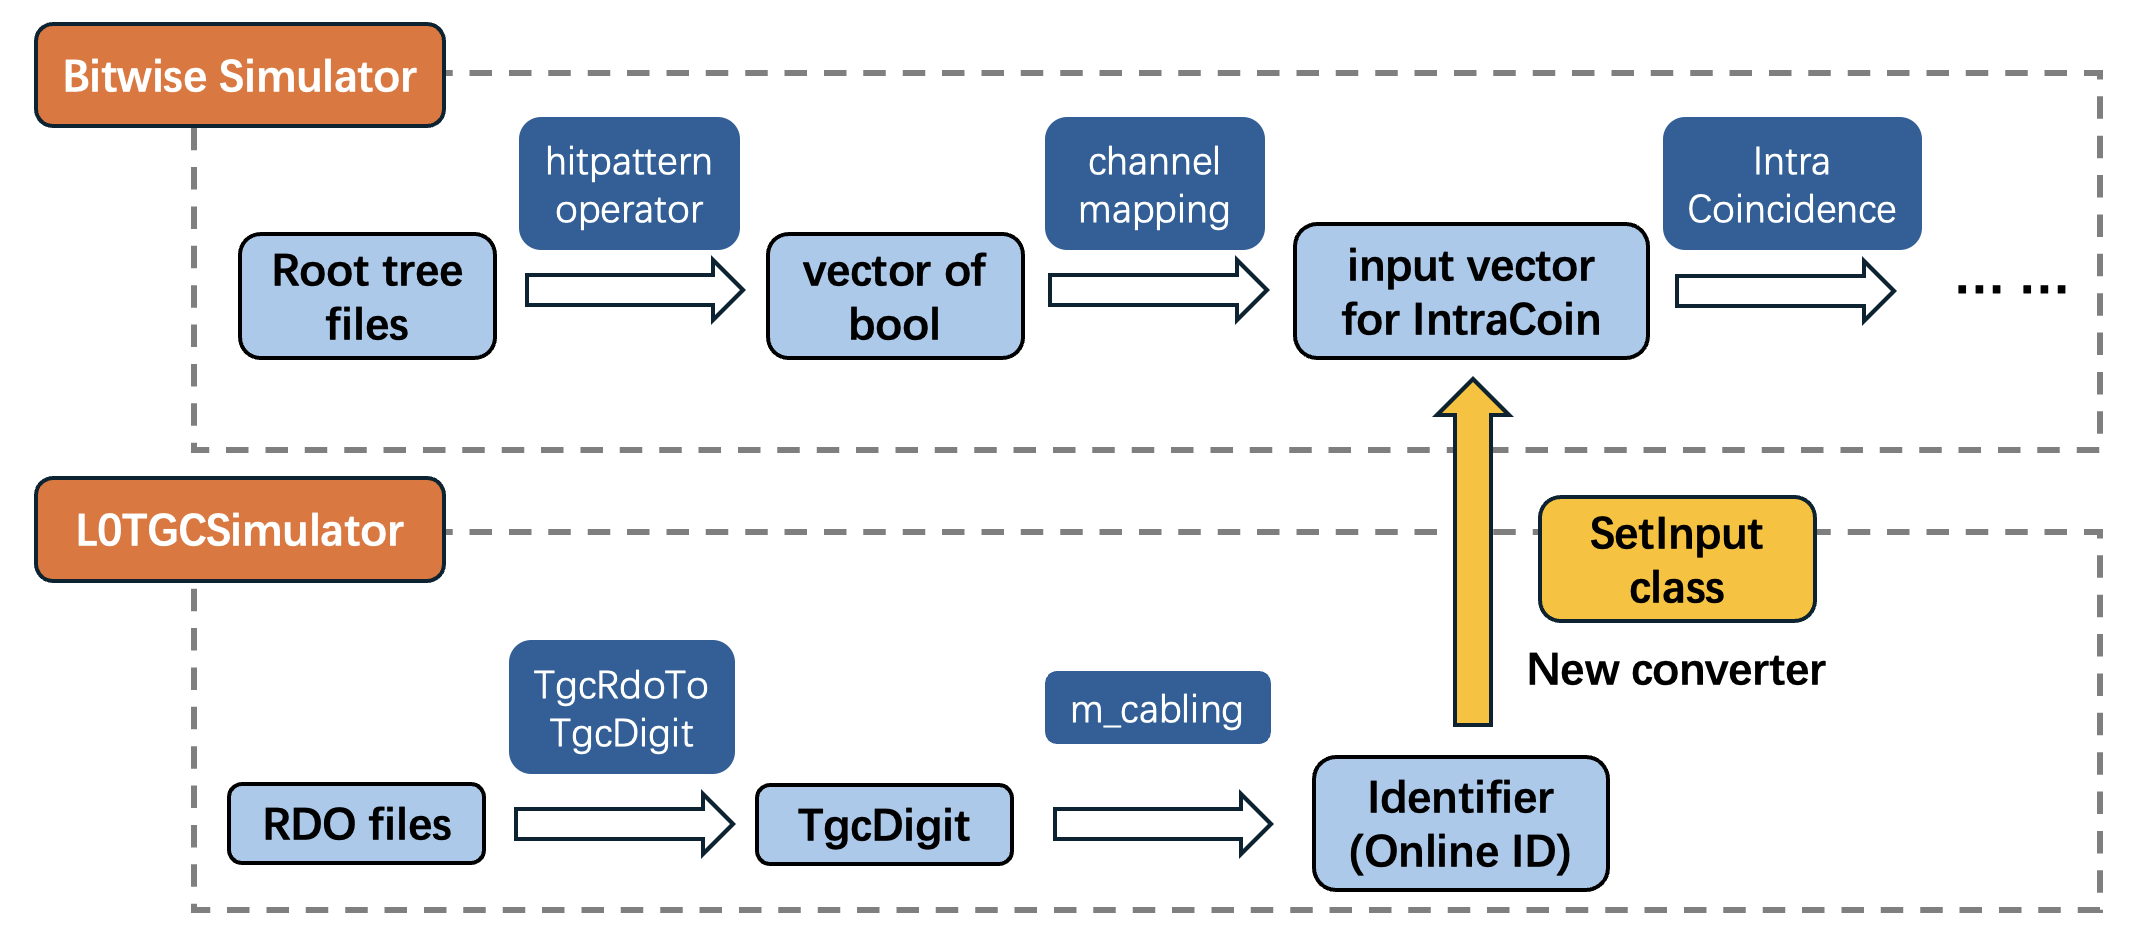 Bitwise Simulator
hitpattern
operator
channel
mapping
Intra
Coincidence
Root tree
files
vector of
bool
input vector
for IntraCoin
... ...
L0TGCSimulator
SetInput
class
New converter
TgcRdoTo
TgcDigit
m_cabling
RDO files
TgcDigit
Identifier
(Online ID)